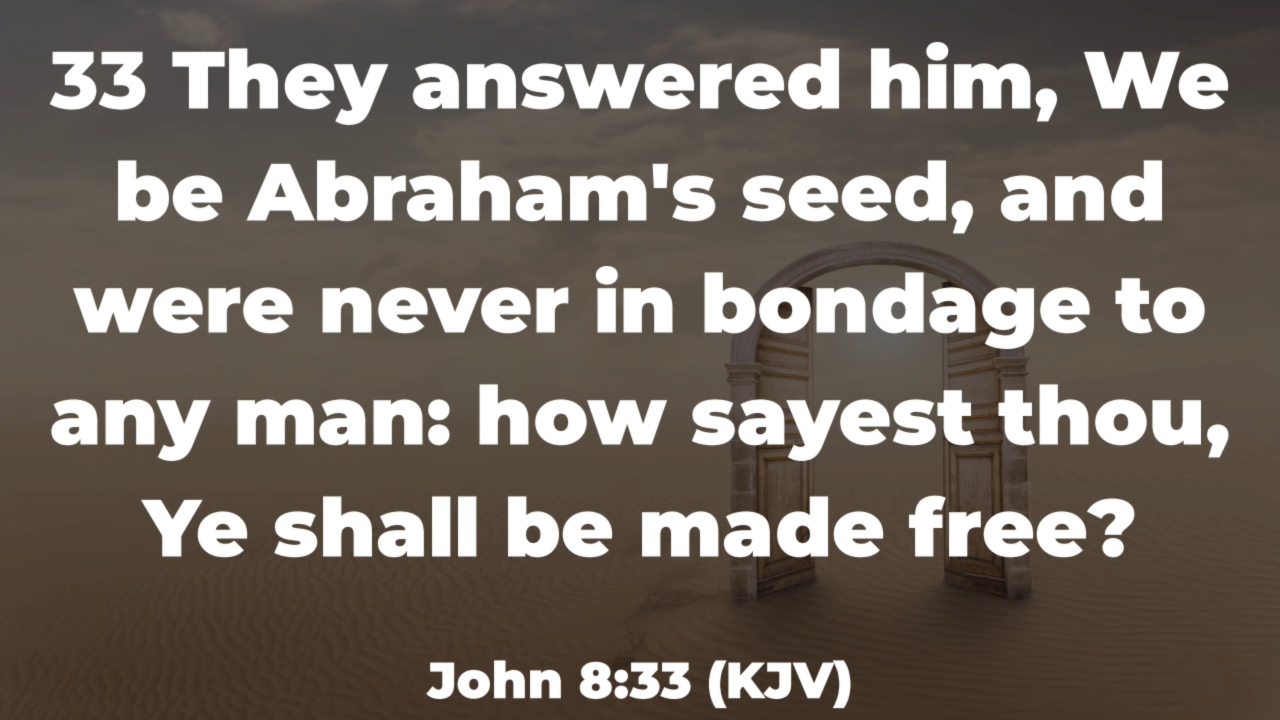 33 They answered him, We
be Abraham's seed, and
were never in bondage to
any man: how sayest thou,
Ye shall be made free?
John 8:33 (KJV)